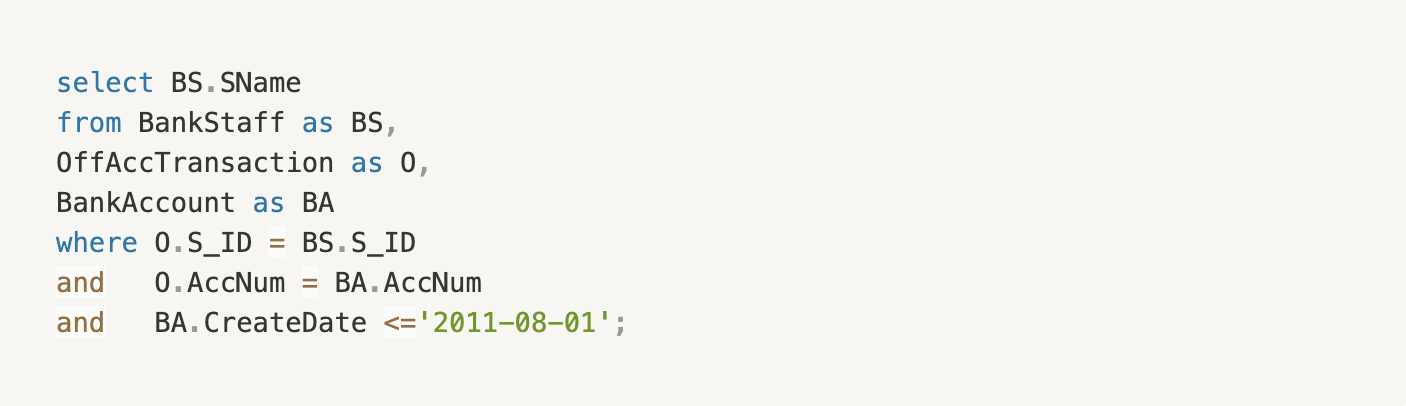 select BS.SName
from BankStaff as BS,
OffAccTransaction as O,
BankAccount as BA
where O.S_ID = BS.S_ID
and   O.AccNum = BA.AccNum
and   BA.CreateDate <='2011-08-01';